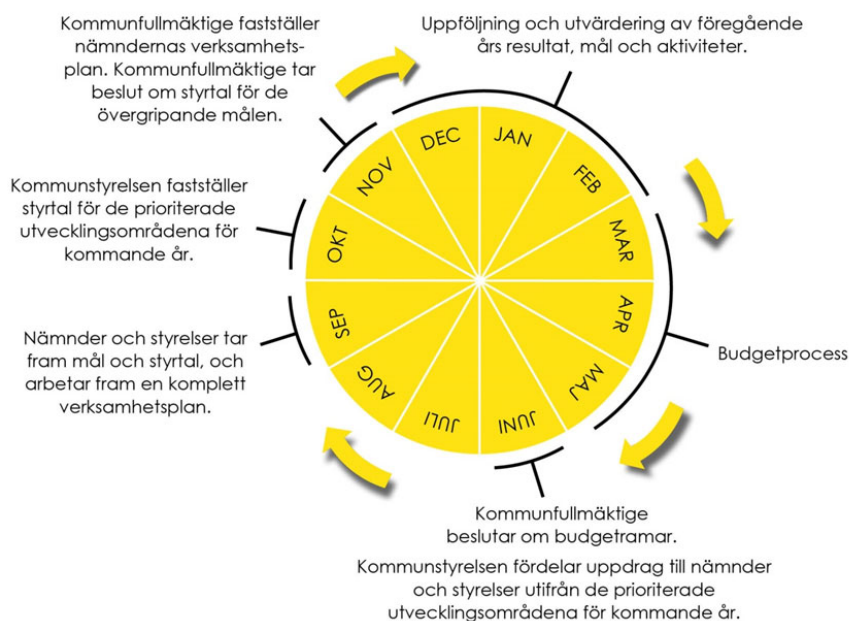 Kommunfullmäktige fastställer
nämndernas verksamhets-
plan. Kommunfullmäktige tar
beslut om styrtal för de
övergripande målen.
Uppföljning och utvärdering av föregående
års resultat, mål och aktiviteter.
Kommunstyrelsen fastställer
styrtal för de prioriterade
utvecklingsområdena för
kommande år.
Nämnder och styrelser tar
fram mål och styrtal, och
arbetar fram en komplett
verksamhetsplan.
JAN
FEB
MAR
APR
MAJ
JUNI
JULI
AUG
SEP
OKT
NOV
DEC
Budgetprocess
Kommunfullmäktige
beslutar om budgetramar.
Kommunstyrelsen fördelar uppdrag till nämnder
och styrelser utifrån de prioriterade
utvecklingsområdena för kommande år.